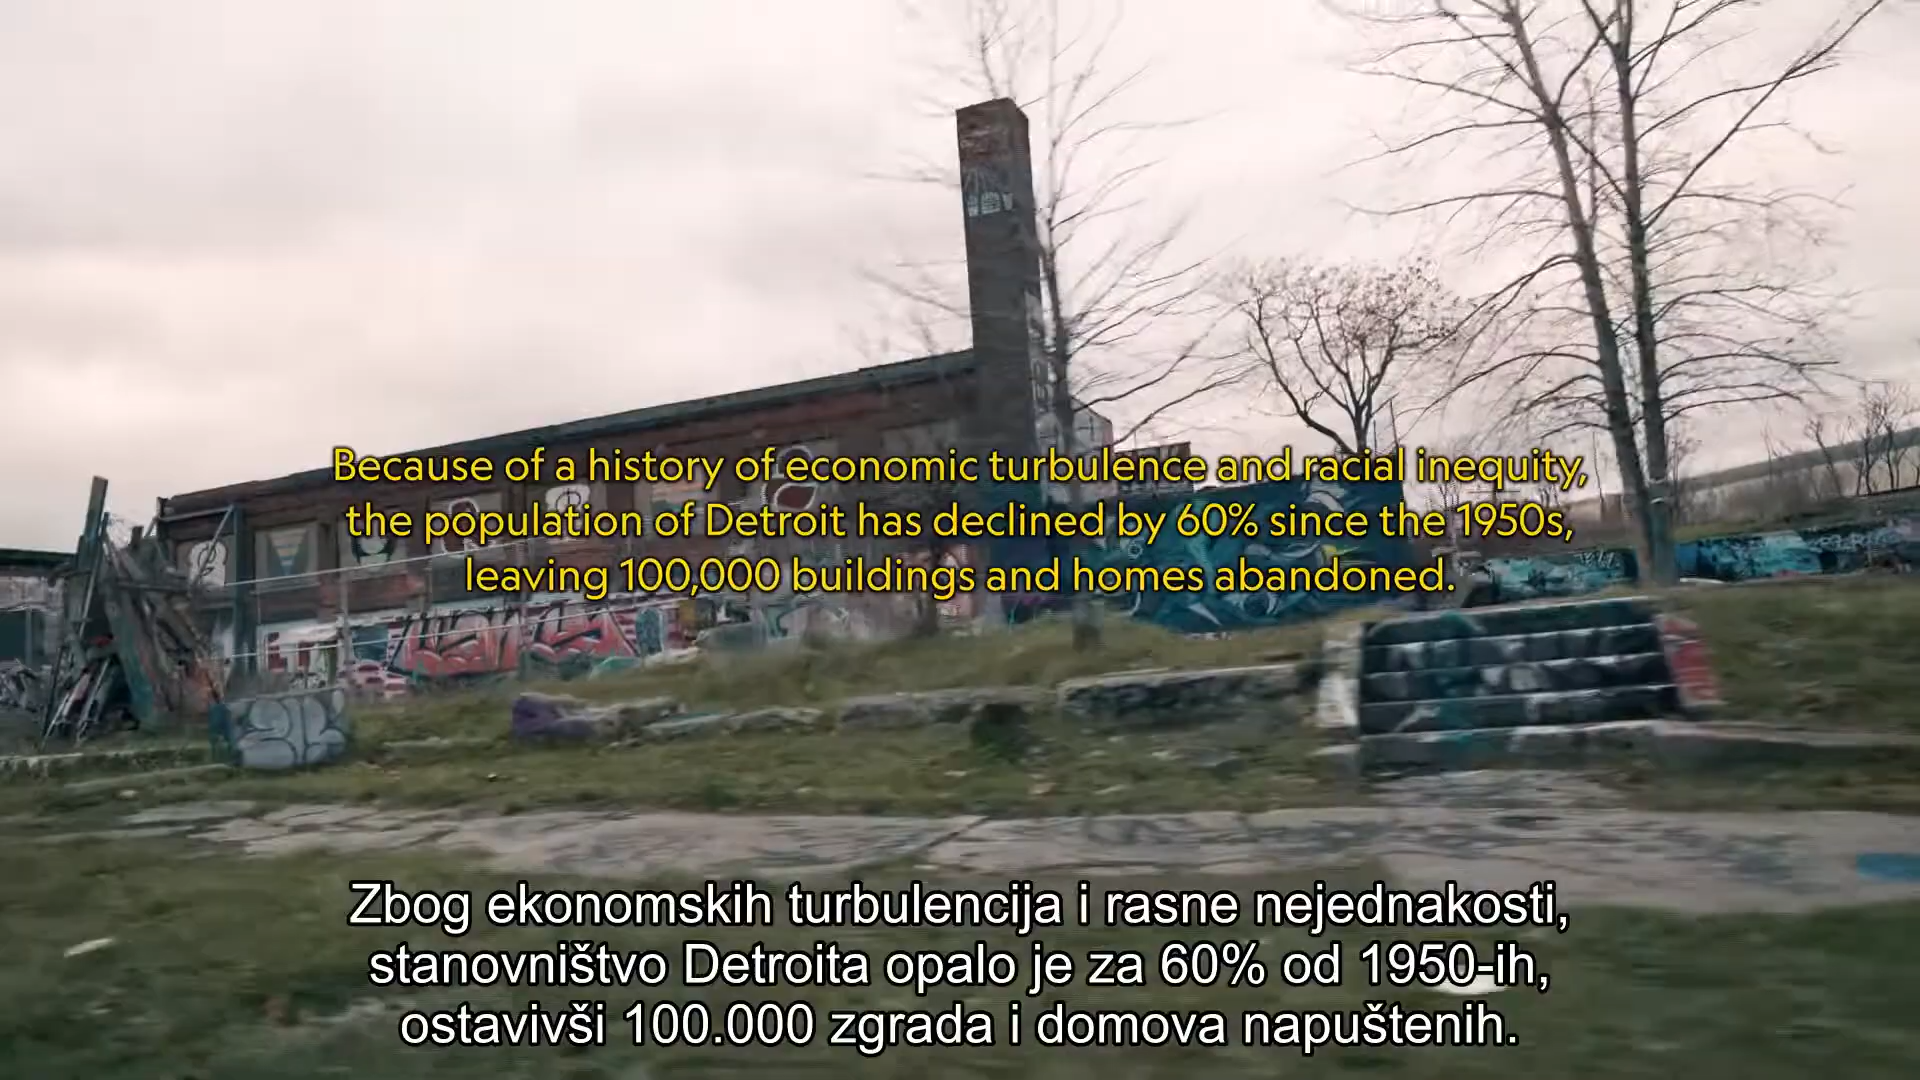 Because of a history of economic turbulence and racial inequity,
the population of Detroit has declined by 60% since the 1950s,
leaving 100,000 buildings and homes abandoned.
Zbog ekonomskih turbulencija i rasne nejednakosti,
stanovništvo Detroita opalo je za 60% od 1950-ih,
ostavivši 100.000 zgrada i domova napuštenih.